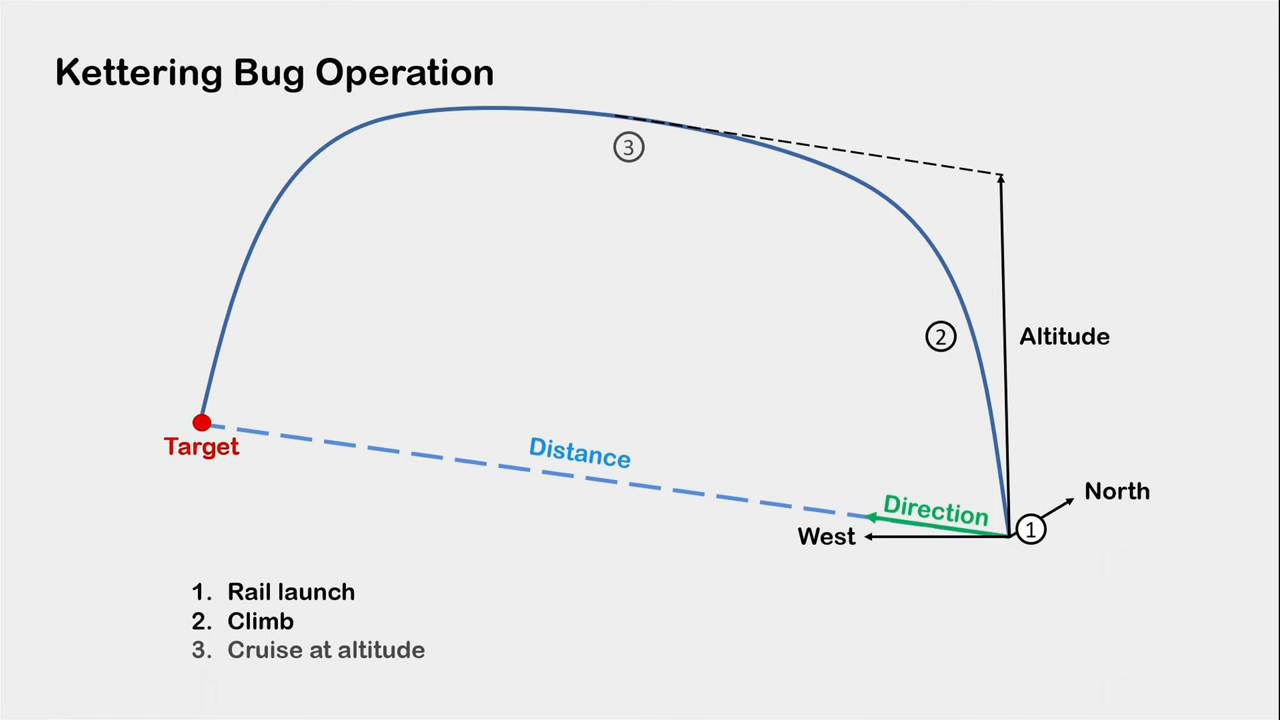 Kettering Bug Operation
3
2
Altitude
Target
Distance
North
Direction
West
1
1. Rail launch
2. Climb
3. Cruise at altitude